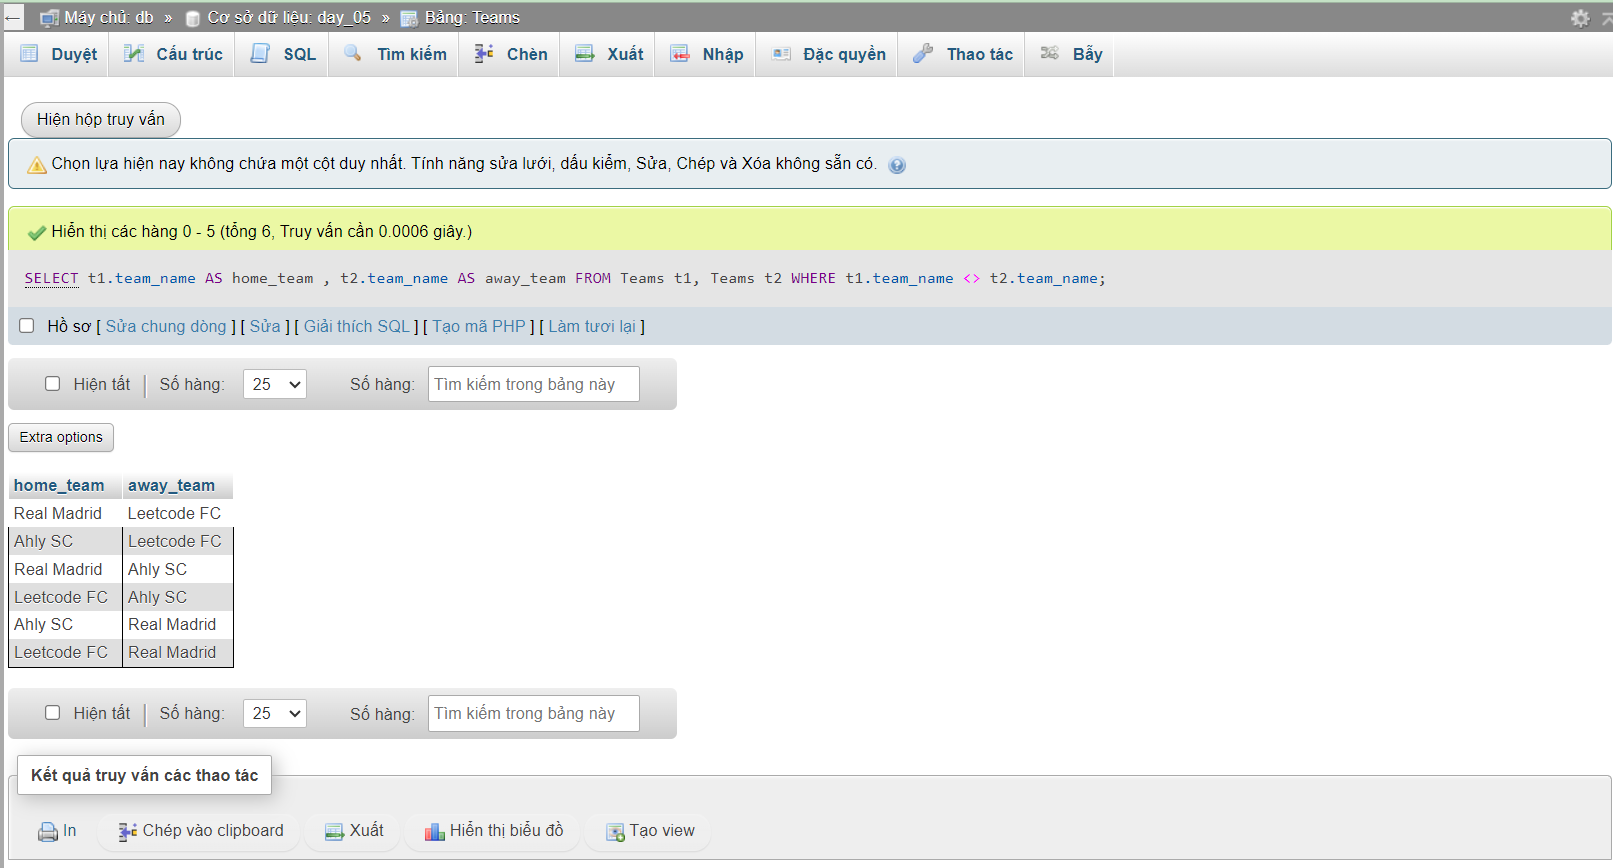 ← Máy chủ: db » Cơ sở dữ liệu: day_05 » Bảng: Teams
Duyệt Cấu trúc SQL Tìm kiếm Chèn Xuất Nhập Đặc quyền Thao tác Bẫy
Hiện hộp truy vấn
Chọn lựa hiện nay không chứa một cột duy nhất. Tính năng sửa lưới, dấu kiểm, Sửa, Chép và Xóa không sẵn có.
Hiển thị các hàng 0 - 5 (tổng 6, Truy vấn cần 0.0006 giây.)
SELECT t1.team_name AS home_team , t2.team_name AS away_team FROM Teams t1, Teams t2 WHERE t1.team_name <> t2.team_name;
Hồ sơ [ Sửa chung dòng ] [ Sửa ] [ Giải thích SQL ] [ Tạo mã PHP ] [ Làm tươi lại ]
Hiện tất | Số hàng: 25 Số hàng: Tìm kiếm trong bảng này
Extra options
home_team away_team
Real Madrid Leetcode FC
Ahly SC Leetcode FC
Real Madrid Ahly SC
Leetcode FC Ahly SC
Ahly SC Real Madrid
Leetcode FC Real Madrid
Hiện tất | Số hàng: 25 Số hàng: Tìm kiếm trong bảng này
Kết quả truy vấn các thao tác
In Chép vào clipboard Xuất Hiển thị biểu đồ Tạo view